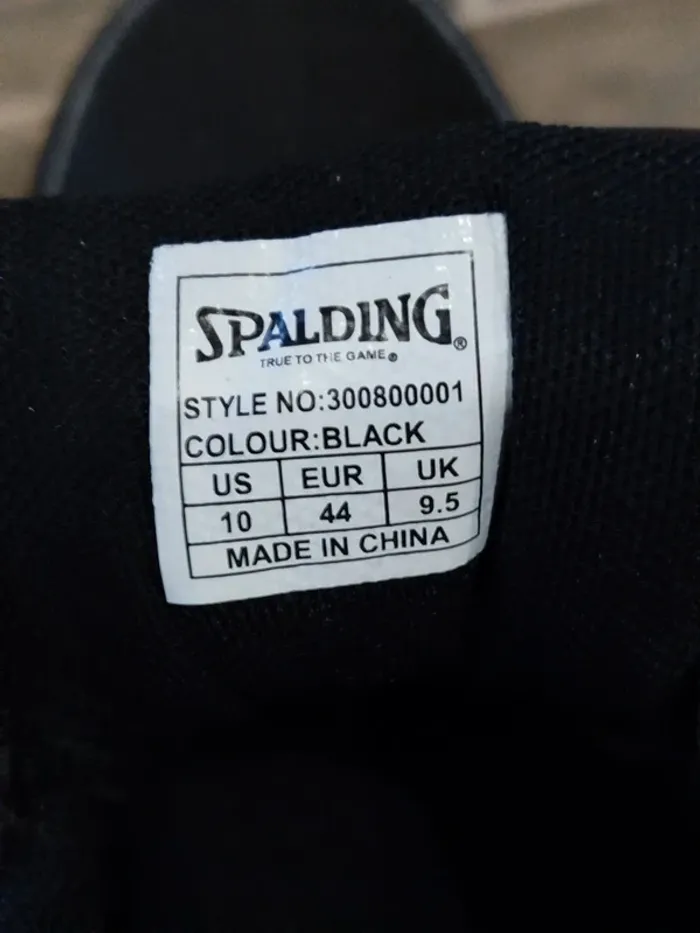 SPALDING®
TRUE TO THE GAME®
STYLE NO:300800001
COLOUR:BLACK
US EUR UK
10 44 9.5
MADE IN CHINA